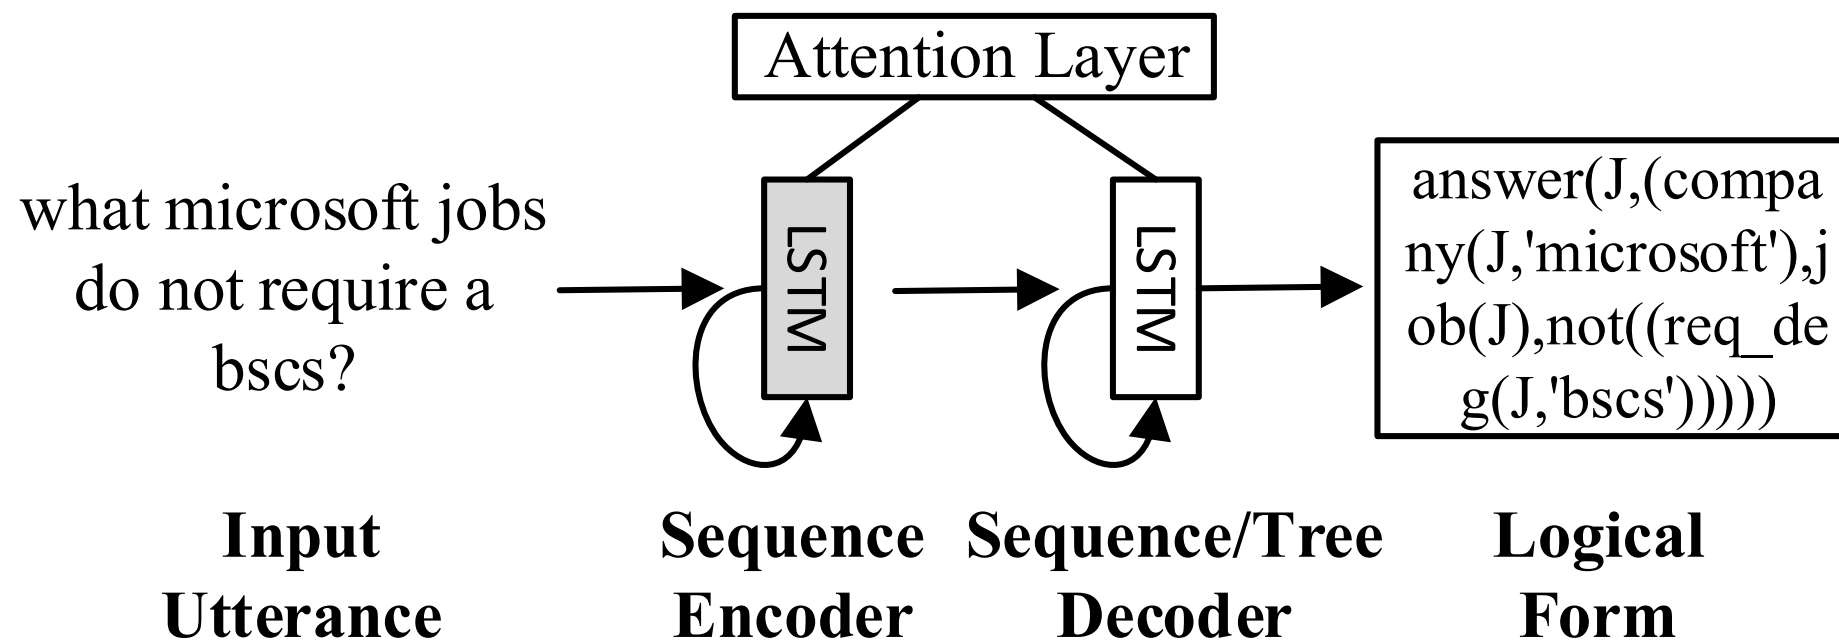 Attention Layer
what microsoft jobs
do not require a
bscs?
LSTM
LSTM
answer(J,(compa
ny(J,'microsoft'),j
ob(J),not((req_de
g(J,'bscs')))))
Input
Utterance
Sequence
Encoder
Sequence/Tree
Decoder
Logical
Form